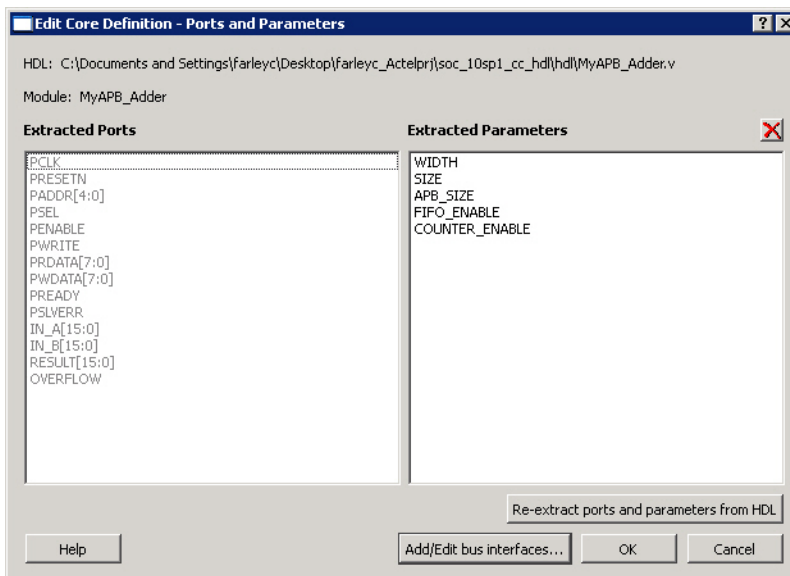 Edit Core Definition - Ports and Parameters
HDL: C:\Documents and Settings\farleyc\Desktop\farleyc_Actelprj\soc_10sp1_cc_hdl\hdl\MyAPB_Adder.v
Module: MyAPB_Adder
Extracted Ports
PCLK
PRESETN
PADDR[4:0]
PSEL
PENABLE
PWRITE
PRDATA[7:0]
PWDATA[7:0]
PREADY
PSLVERR
IN_A[15:0]
IN_B[15:0]
RESULT[15:0]
OVERFLOW
Extracted Parameters
WIDTH
SIZE
APB_SIZE
FIFO_ENABLE
COUNTER_ENABLE
Re-extract ports and parameters from HDL
Help
Add/Edit bus interfaces...
OK
Cancel